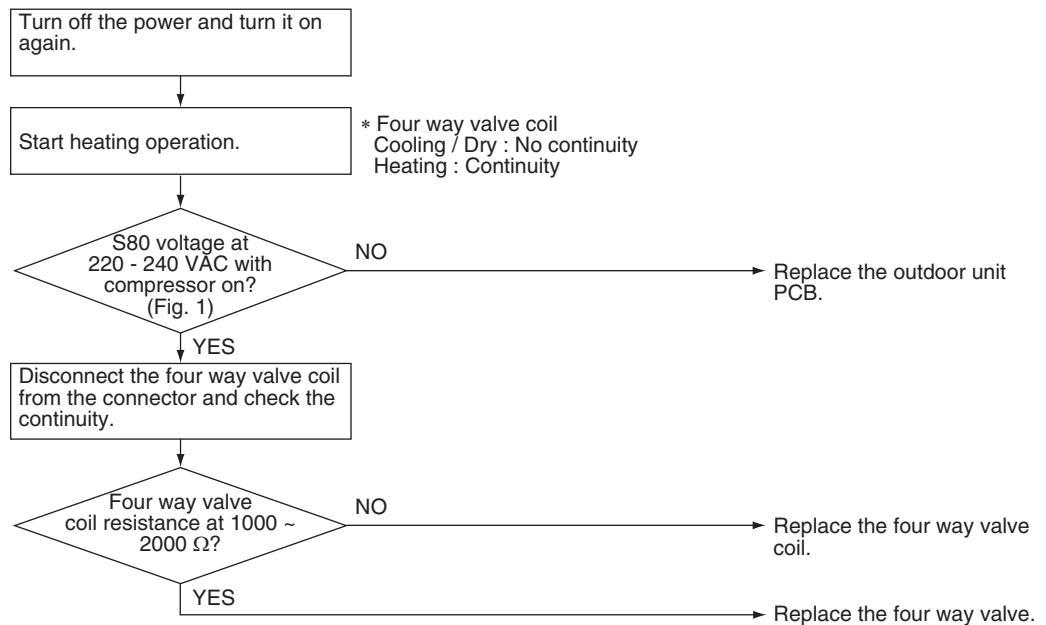 Turn off the power and turn it on
again.
Start heating operation.
* Four way valve coil
Cooling / Dry : No continuity
Heating : Continuity
S80 voltage at
220 - 240 VAC with
compressor on?
(Fig. 1)
NO
Replace the outdoor unit
PCB.
YES
Disconnect the four way valve coil
from the connector and check the
continuity.
Four way valve
coil resistance at 1000 ~
2000 Ω?
NO
Replace the four way valve
coil.
YES
Replace the four way valve.